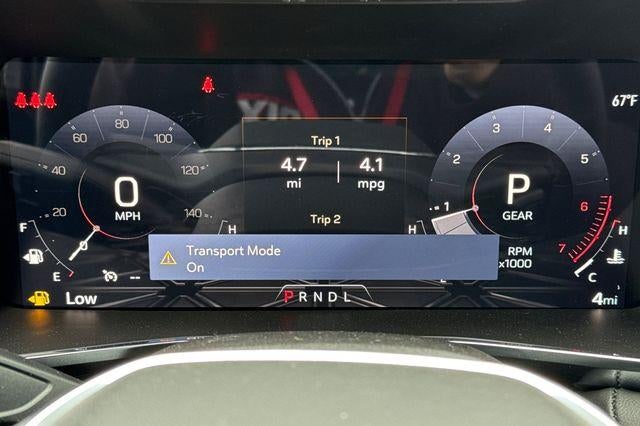 67°F
Trip 1
4.7 4.1
mi mpg
Trip 2
20 40 60 80 100 120 140
0
MPH
1 2 3 4 5 6 7
P
GEAR
RPM
x1000
F
E
H
H
H
C
Transport Mode
On
Low
--
PRNDL
4mi